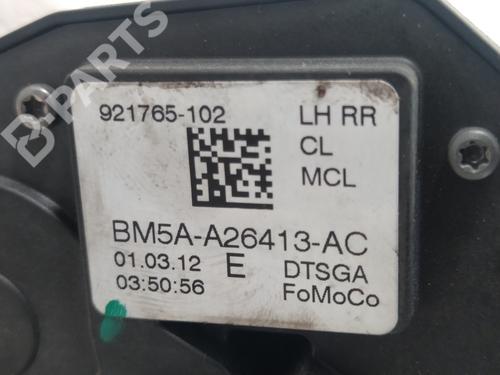 B-PARTS
921765-102 LH RR
CL
MCL
BM5A-A26413-AC
01.03.12 E DTSGA
03:50:56 FoMoCo